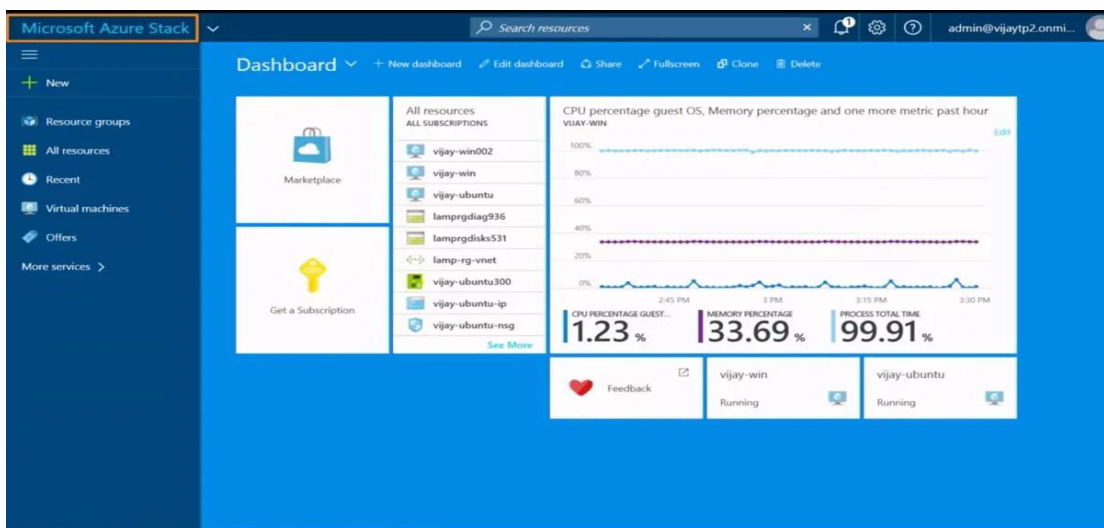 Microsoft Azure Stack
Search resources
1
admin@vijaytp2.onmi...
New
Resource groups
All resources
Recent
Virtual machines
Offers
More services
Dashboard
+ New dashboard
Edit dashboard
Share
Fullscreen
Clone
Delete
Marketplace
Get a Subscription
All resources
ALL SUBSCRIPTIONS
vijay-win002
vijay-win
vijay-ubuntu
lamprgdiag936
lamprgdisks531
lamp-rg-vnet
vijay-ubuntu300
vijay-ubuntu-ip
vijay-ubuntu-nsg
See More
CPU percentage guest OS, Memory percentage and one more metric past hour
VIJAY-WIN
Edit
100%
80%
60%
40%
20%
0%
2:45 PM
3 PM
3:15 PM
3:30 PM
CPU PERCENTAGE GUEST...
1.23 %
MEMORY PERCENTAGE
33.69 %
PROCESS TOTAL TIME
99.91 %
Feedback
vijay-win
Running
vijay-ubuntu
Running